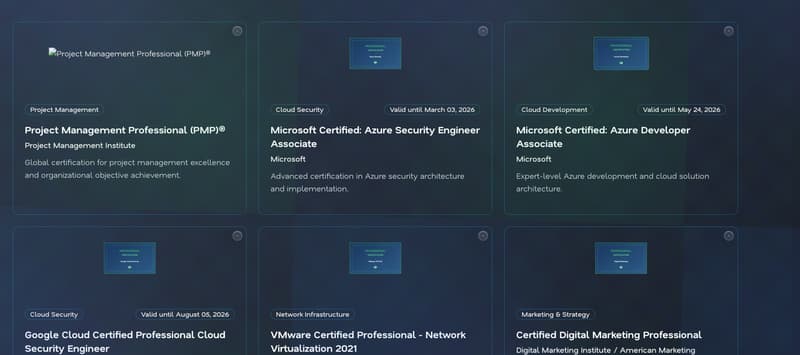 Project Management Professional (PMP)®
Project Management
Project Management Professional (PMP)®
Project Management Institute
Global certification for project management excellence
and organizational objective achievement.
Cloud Security
Valid until March 03, 2026
Microsoft Certified: Azure Security Engineer
Associate
Microsoft
Advanced certification in Azure security architecture
and implementation.
Cloud Development
Valid until May 24, 2026
Microsoft Certified: Azure Developer
Associate
Microsoft
Expert-level Azure development and cloud solution
architecture.
Cloud Security
Valid until August 05, 2026
Google Cloud Certified Professional Cloud
Security Engineer
Network Infrastructure
VMware Certified Professional - Network
Virtualization 2021
Marketing & Strategy
Certified Digital Marketing Professional
Digital Marketing Institute / American Marketing